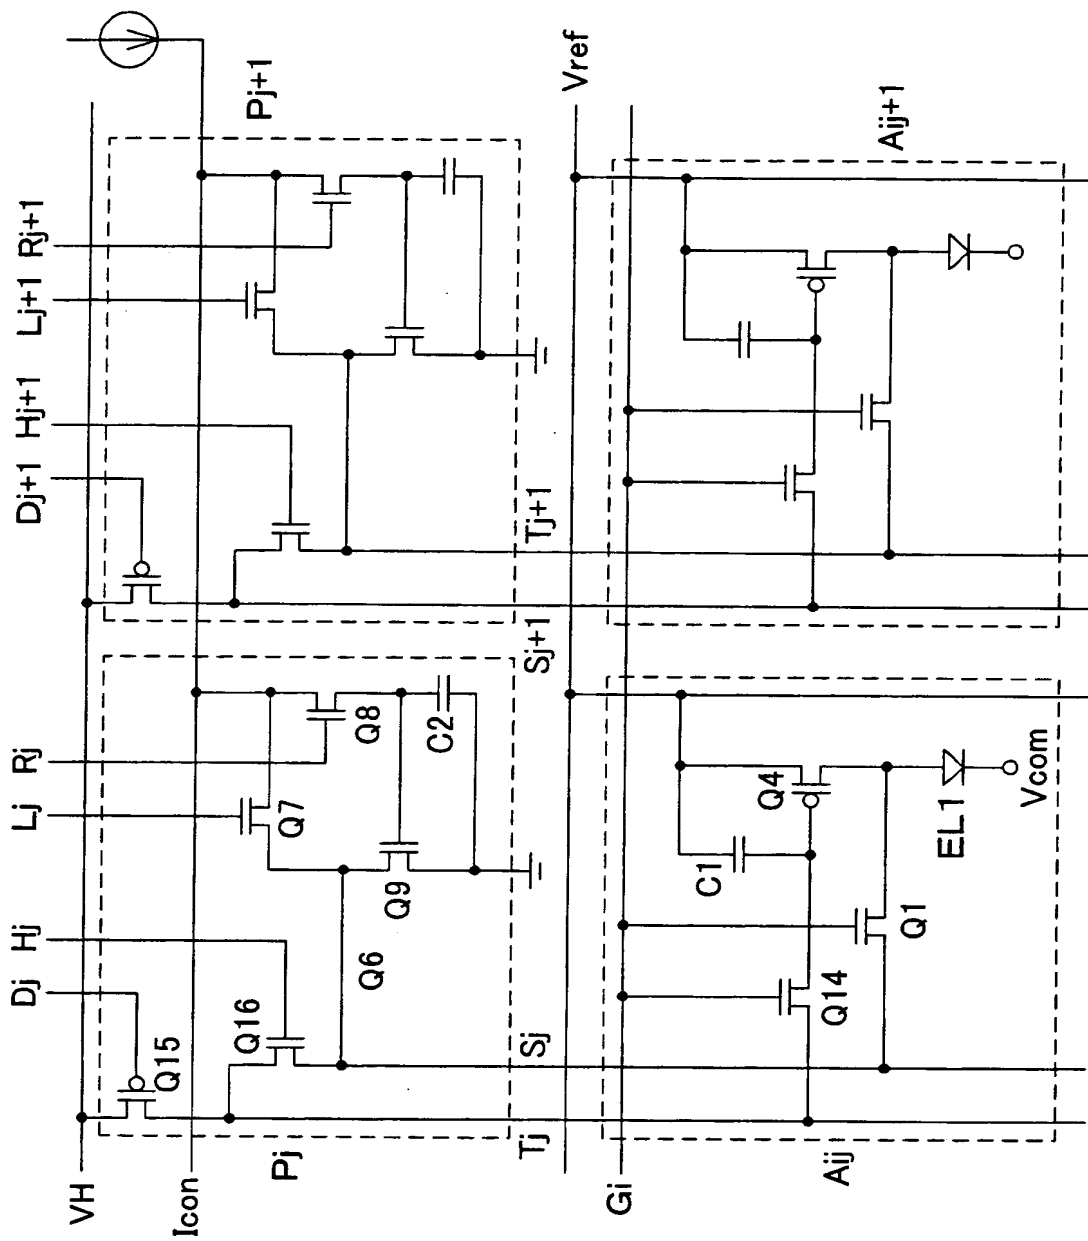 VH
Icon
Dj
Hj
Lj
Rj
Dj+1
Hj+1
Lj+1
Rj+1
Pj
Q15
Q16
Q6
Q7
Q8
Q9
C2
Pj+1
Tj
Sj
Sj+1
Tj+1
Vref
Gi
Aij
Q14
Q1
C1
Q4
EL1
Vcom
Aij+1